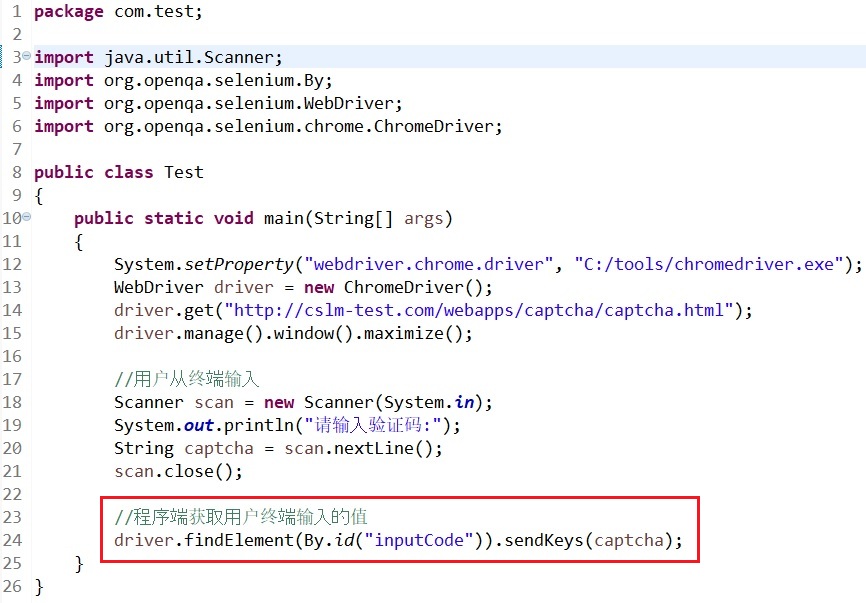 1 package com.test;
2
3 import java.util.Scanner;
4 import org.openqa.selenium.By;
5 import org.openqa.selenium.WebDriver;
6 import org.openqa.selenium.chrome.ChromeDriver;
7
8 public class Test
9 {
10     public static void main(String[] args)
11     {
12         System.setProperty("webdriver.chrome.driver", "C:/tools/chromedriver.exe");
13         WebDriver driver = new ChromeDriver();
14         driver.get("http://cslm-test.com/webapps/captcha/captcha.html");
15         driver.manage().window().maximize();
16
17         //用户从终端输入
18         Scanner scan = new Scanner(System.in);
19         System.out.println("请输入验证码:");
20         String captcha = scan.nextLine();
21         scan.close();
22
23         //程序端获取用户终端输入的值
24         driver.findElement(By.id("inputCode")).sendKeys(captcha);
25     }
26 }